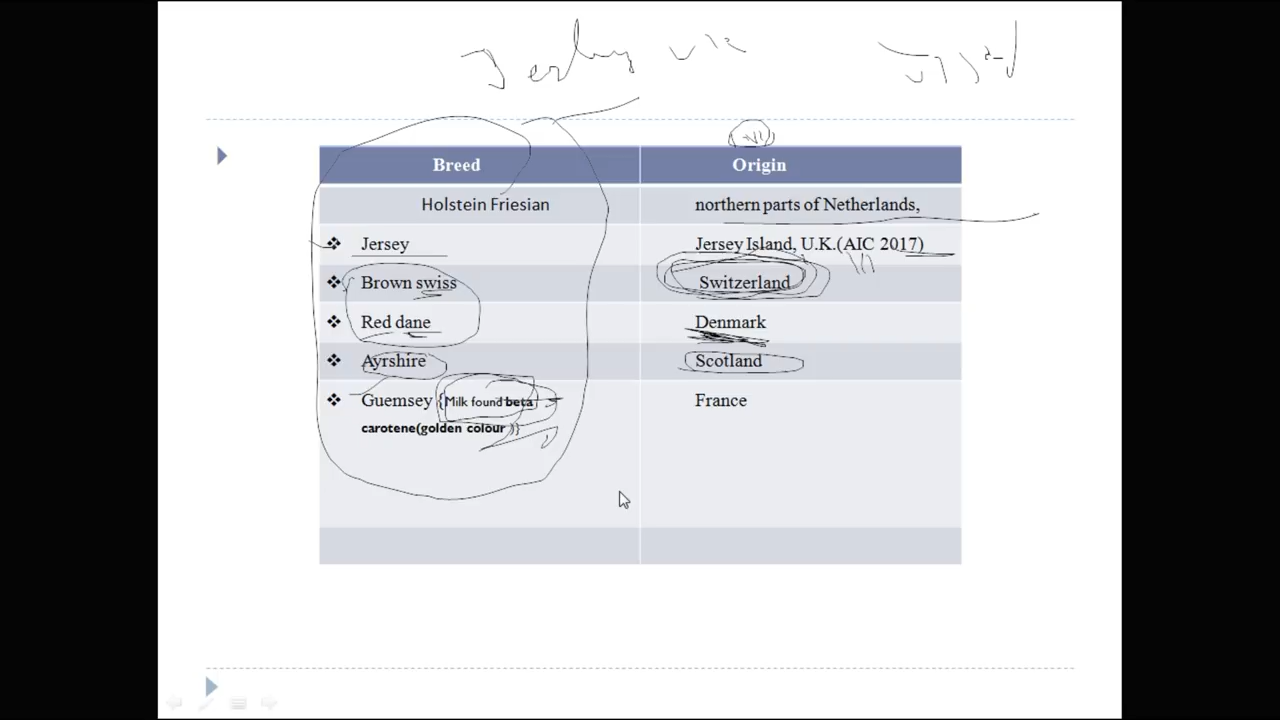 Jersey UK
Breed Origin
Holstein Friesian northern parts of Netherlands,
❖ Jersey Jersey Island, U.K.(AIC 2017)
❖ Brown swiss Switzerland
❖ Red dane Denmark
❖ Ayrshire Scotland
❖ Guemsey {Milk found beta France
carotene(golden colour )}